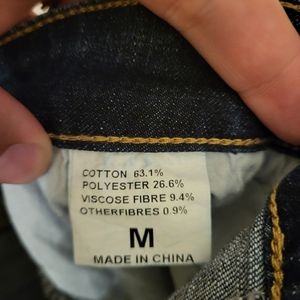 COTTON 63.1%
POLYESTER 26.6%
VISCOSE FIBRE 9.4%
OTHERFIBRES 0.9%
M
MADE IN CHINA